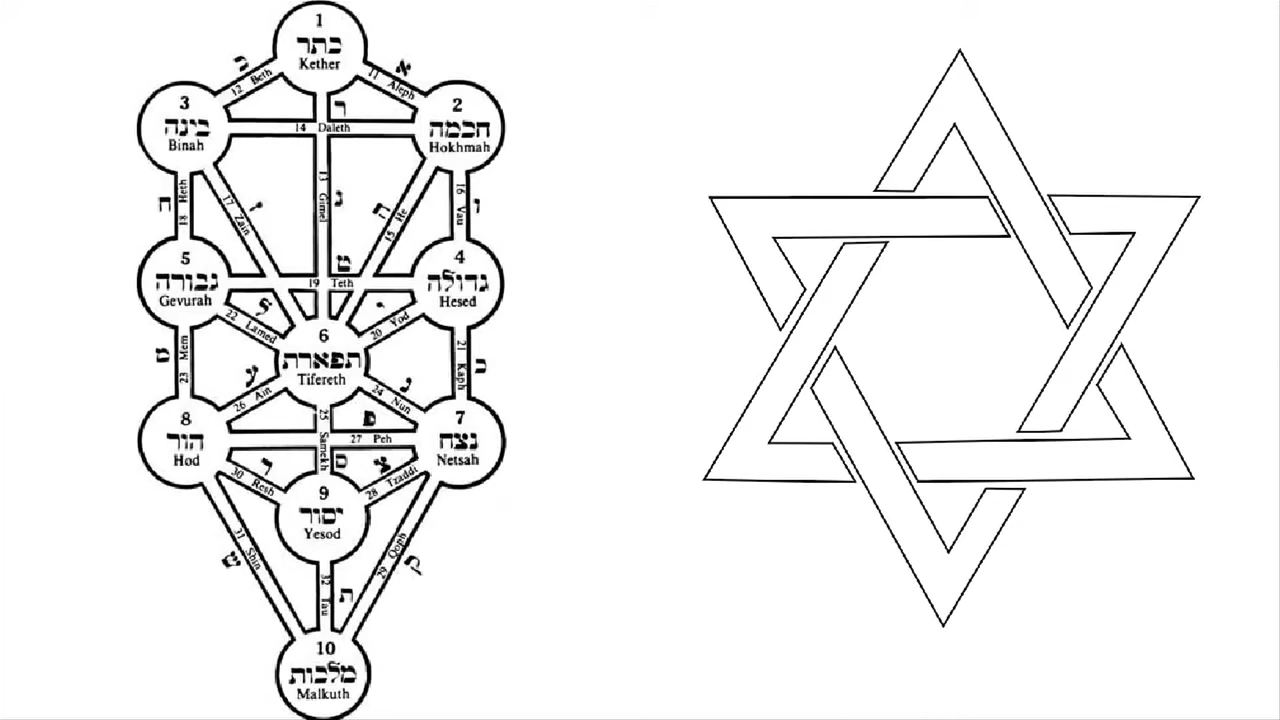 1
כתר
Kether
ב
12 Beth
א
11 Aleph
3
בינה
Binah
2
חכמה
Hokhmah
ד
14 Daleth
ח
18 Heth
17 Zain
ז
13 Gimel
ג
ה
15 He
16 Vau
ו
5
גבורה
Gevurah
4
גדולה
Hesed
ט
19 Teth
ל
22 Lamed
י
20 Yod
6
תפארת
Tifereth
מ
23 Mem
21 Kaph
כ
ע
26 Ain
נ
24 Nun
8
הוד
Hod
7
נצח
Netsah
25 Samekh
ס
פ
27 Peh
ר
30 Resh
צ
28 Tzaddi
9
יסוד
Yesod
31 Shin
ש
29 Qoph
ק
32 Tau
ת
10
מלכות
Malkuth